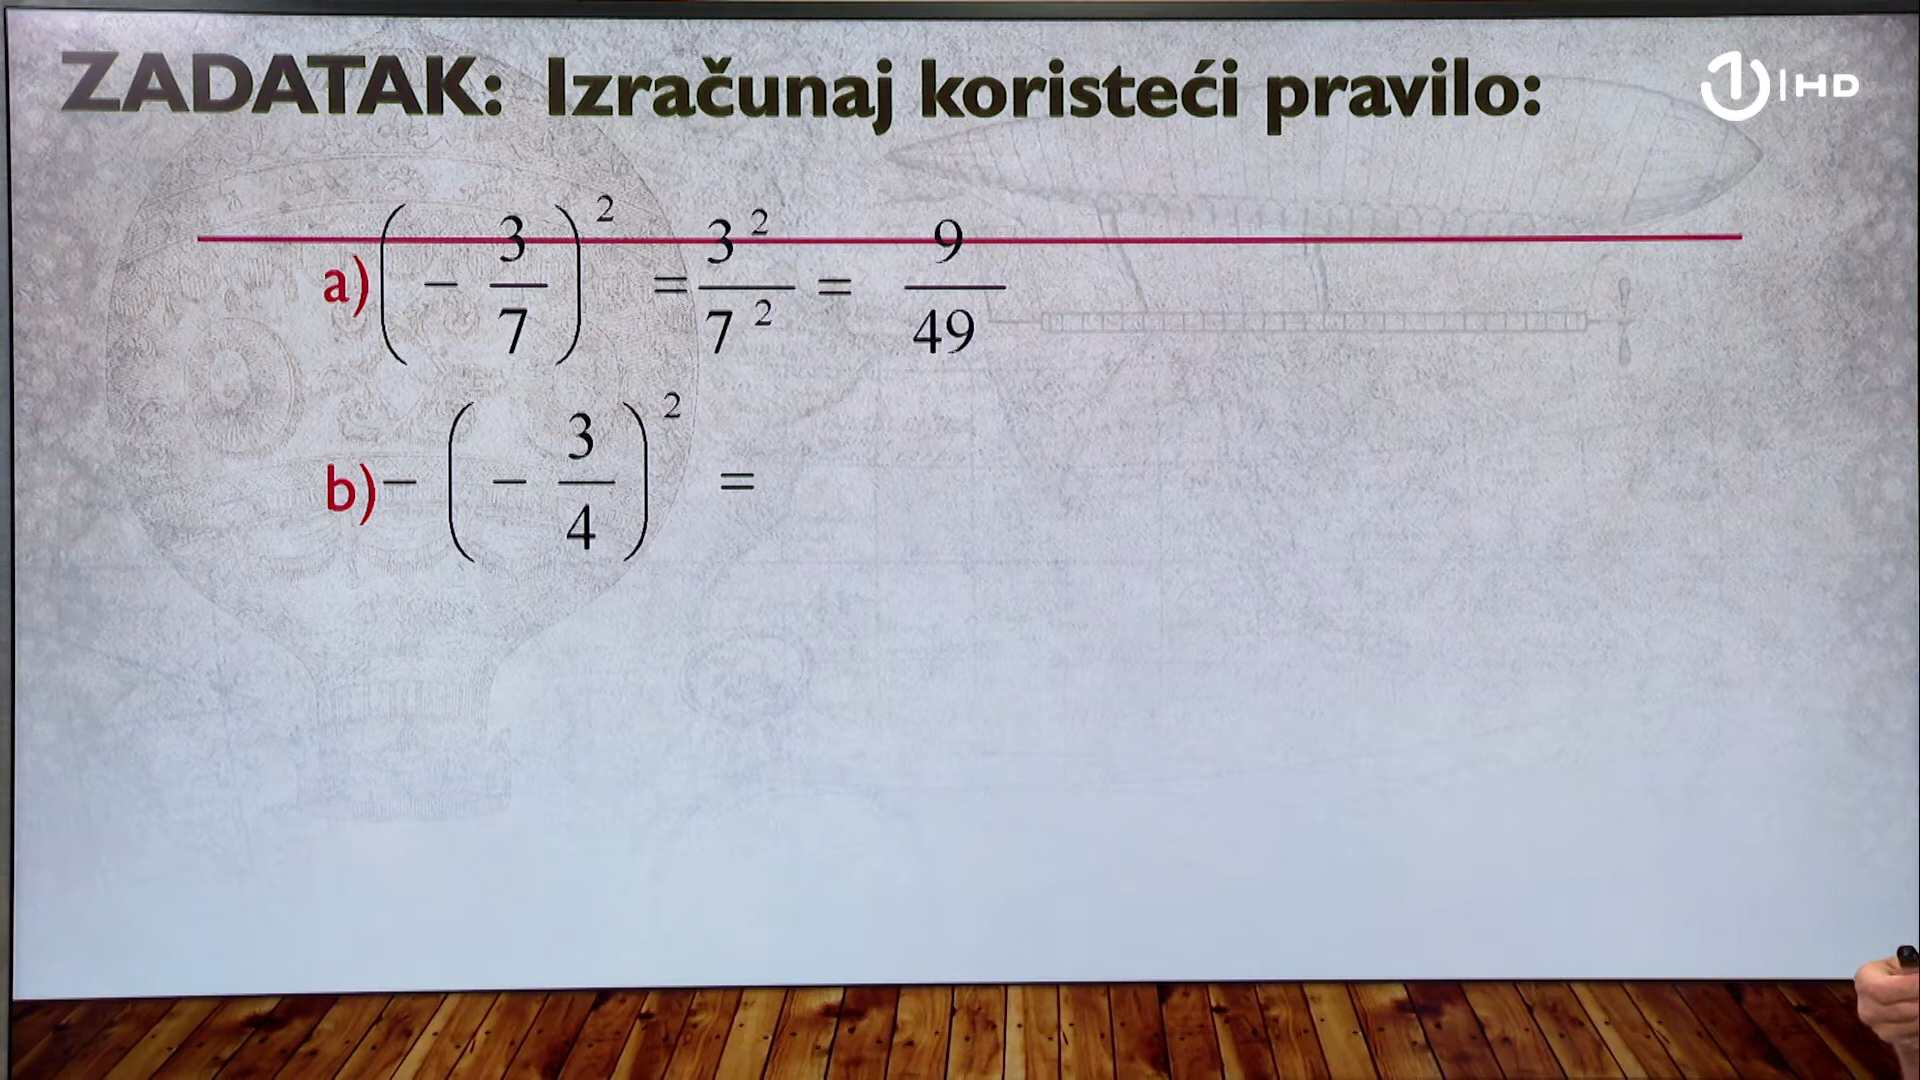 ZADATAK: Izračunaj koristeći pravilo:
1 | HD
a) ( - 3/7 )² = 3²/7² = 9/49
b) - ( - 3/4 )² =